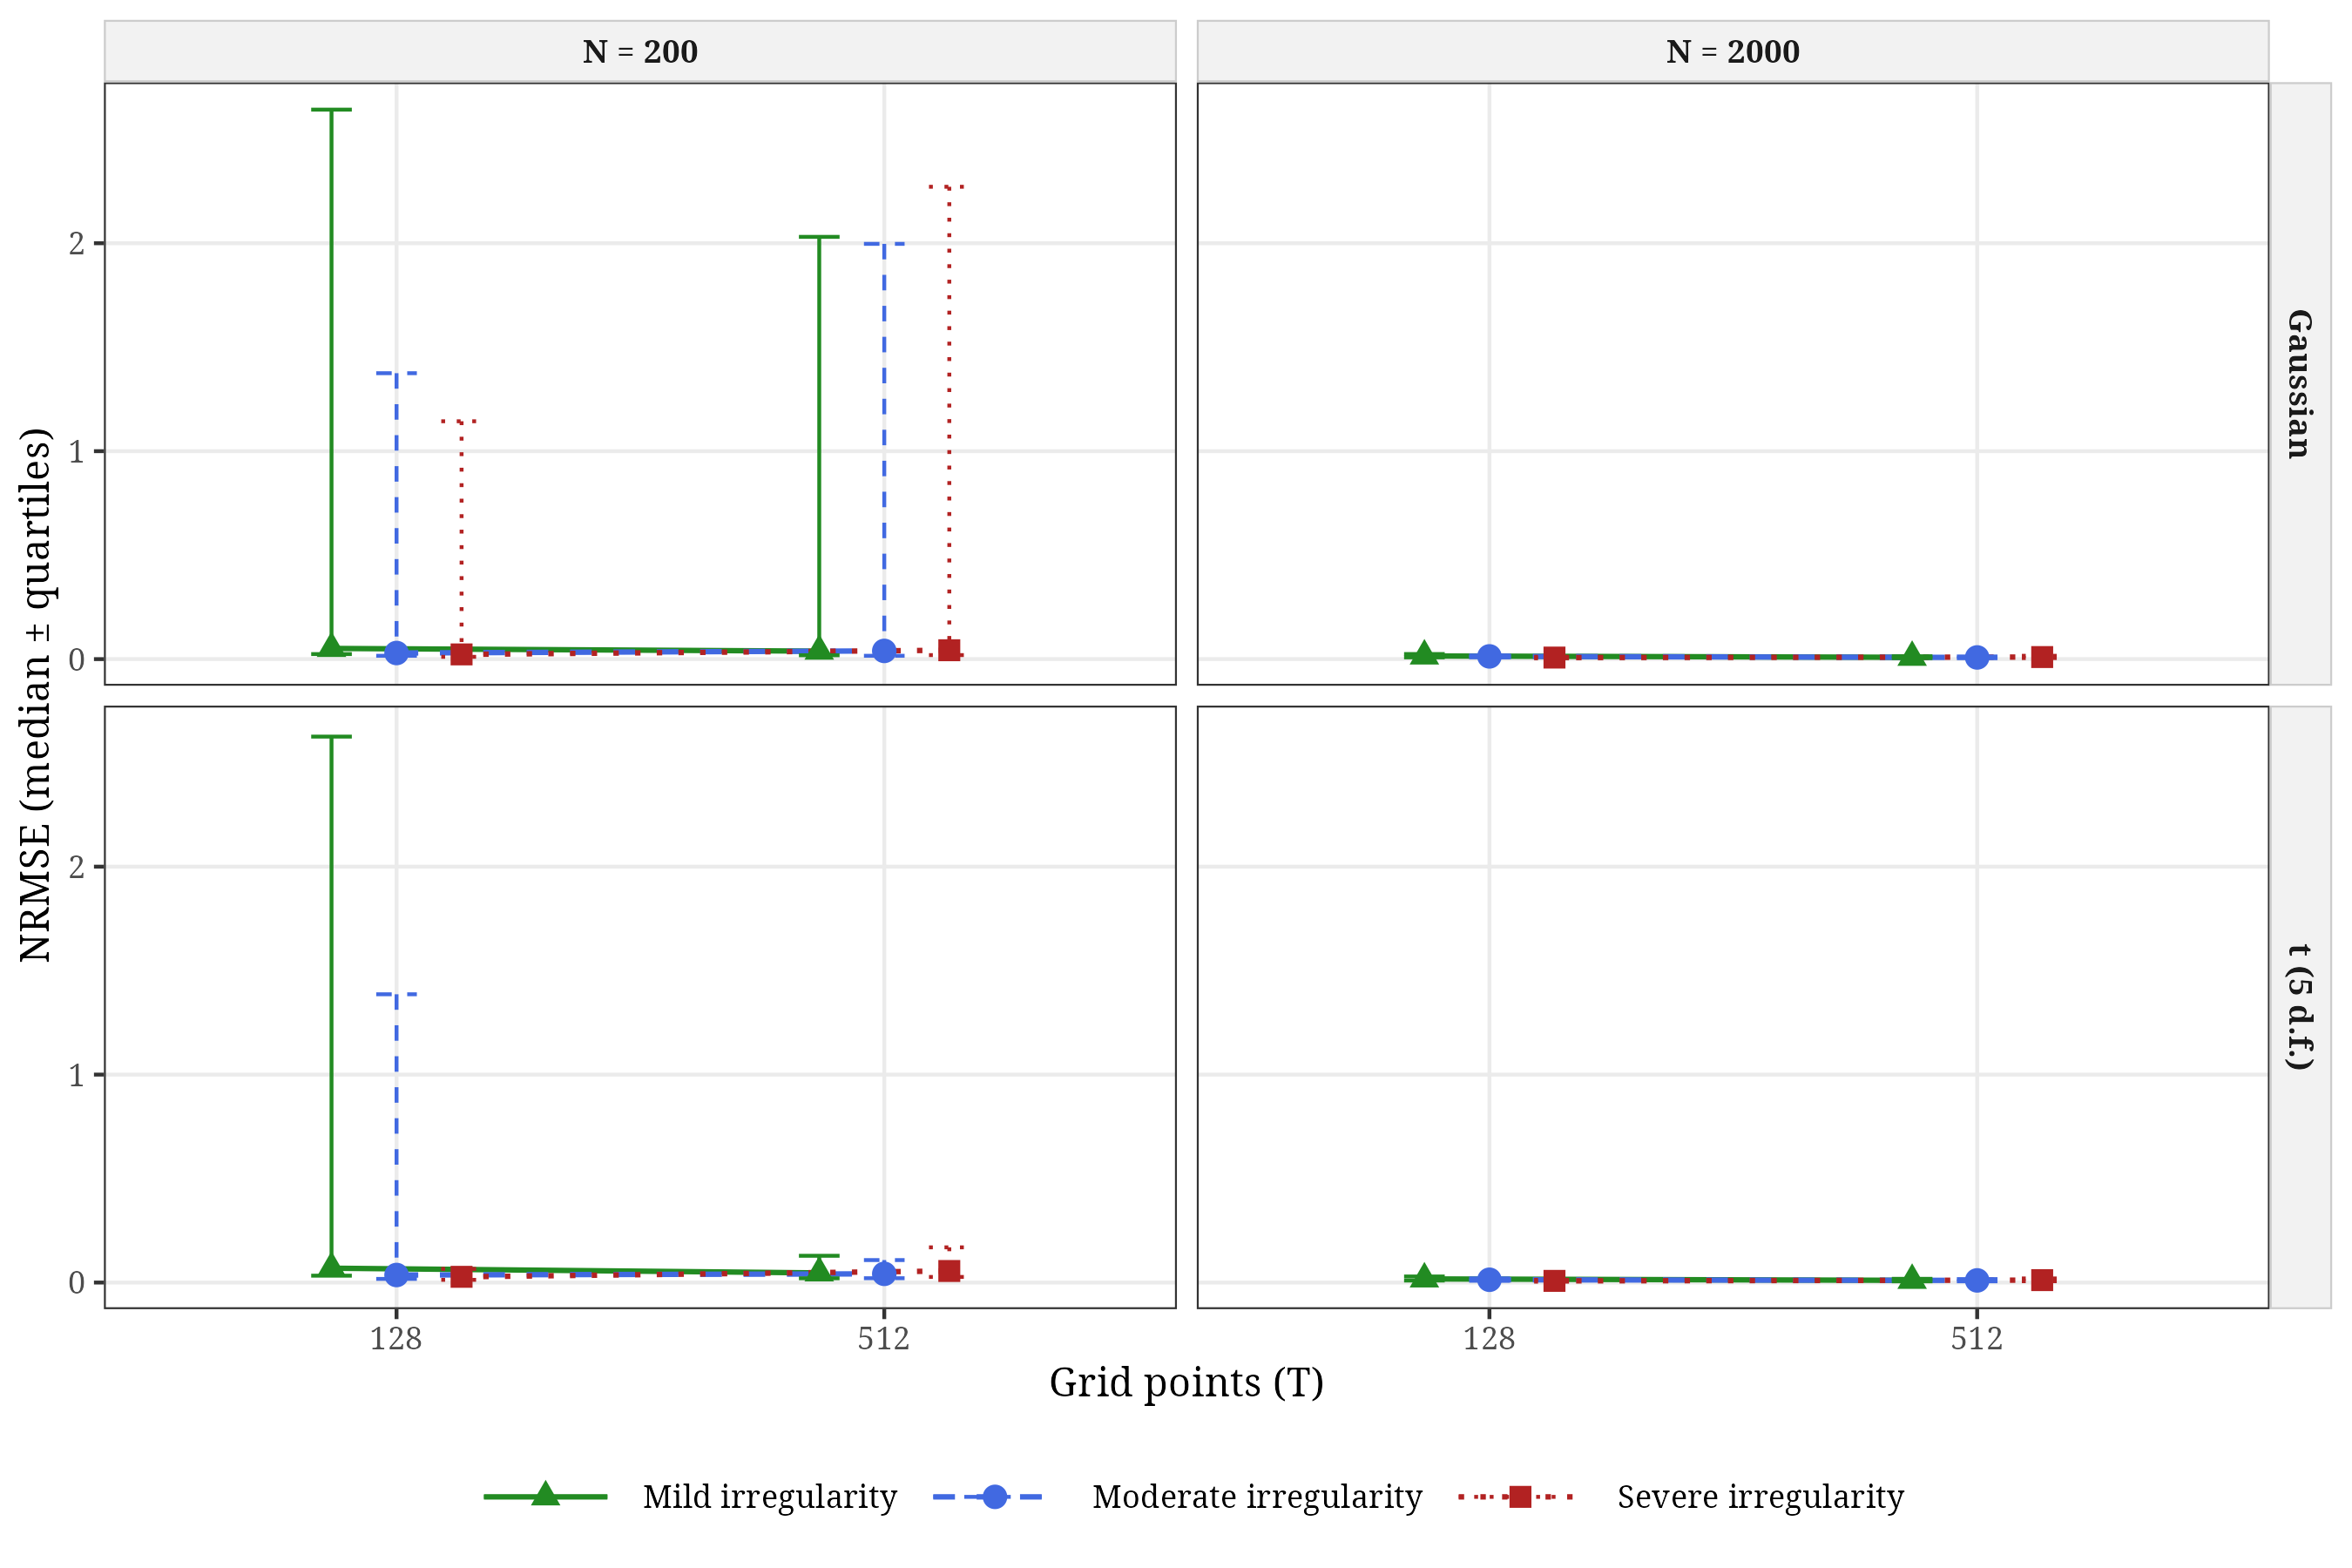 N = 200
N = 2000
NRMSE (median ± quartiles)
2
1
0
Gaussian
2
1
0
t (5 d.f.)
128
512
128
512
Grid points (T)
Mild irregularity
Moderate irregularity
Severe irregularity